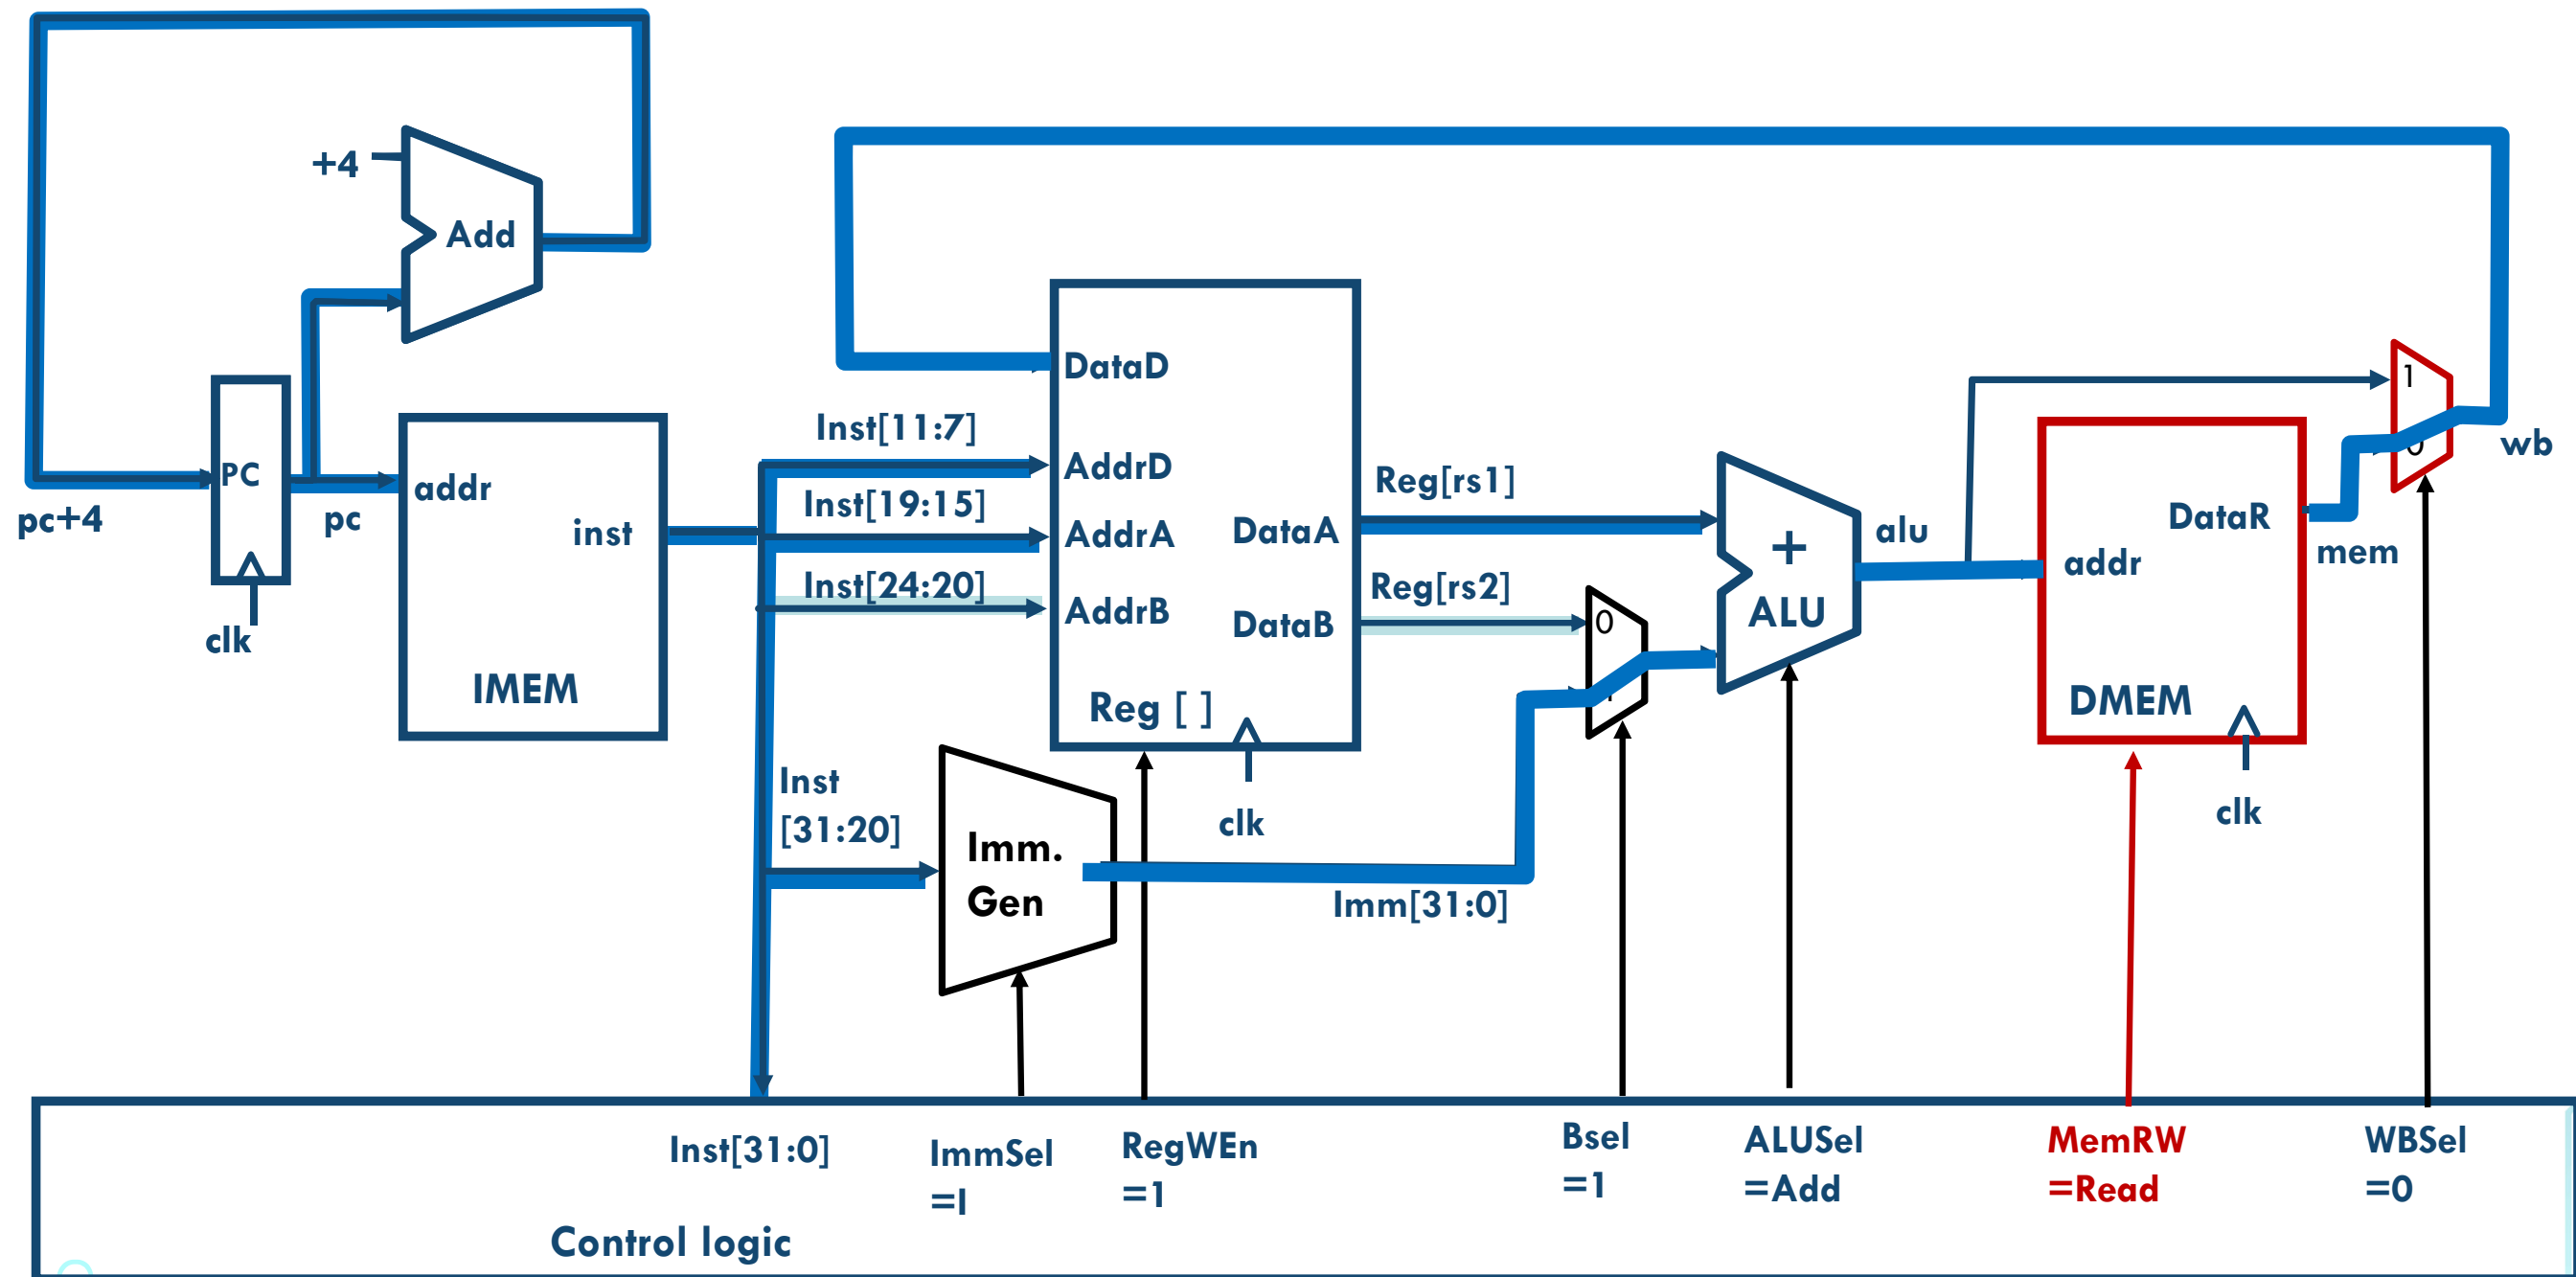 +4
Add
pc+4
PC
clk
pc
addr
inst
IMEM
Inst[11:7]
Inst[19:15]
Inst[24:20]
Inst
[31:20]
Imm.
Gen
DataD
AddrD
AddrA
AddrB
DataA
DataB
Reg [ ]
clk
Reg[rs1]
Reg[rs2]
Imm[31:0]
0
+
ALU
alu
addr
DataR
DMEM
clk
mem
1
0
wb
Inst[31:0]
ImmSel
=I
RegWEn
=1
Bsel
=1
ALUSel
=Add
MemRW
=Read
WBSel
=0
Control logic